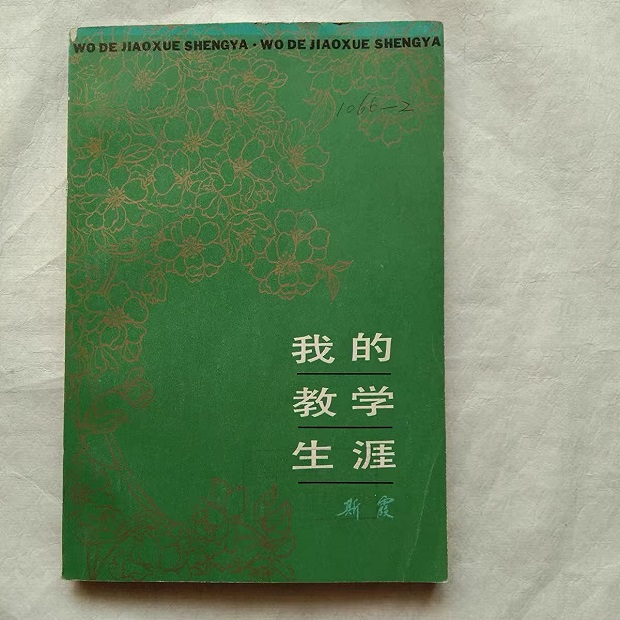 WO DE JIAOXUE SHENGYA · WO DE JIAOXUE SHENGYA
1066-2
我的
教学
生涯
斯霞